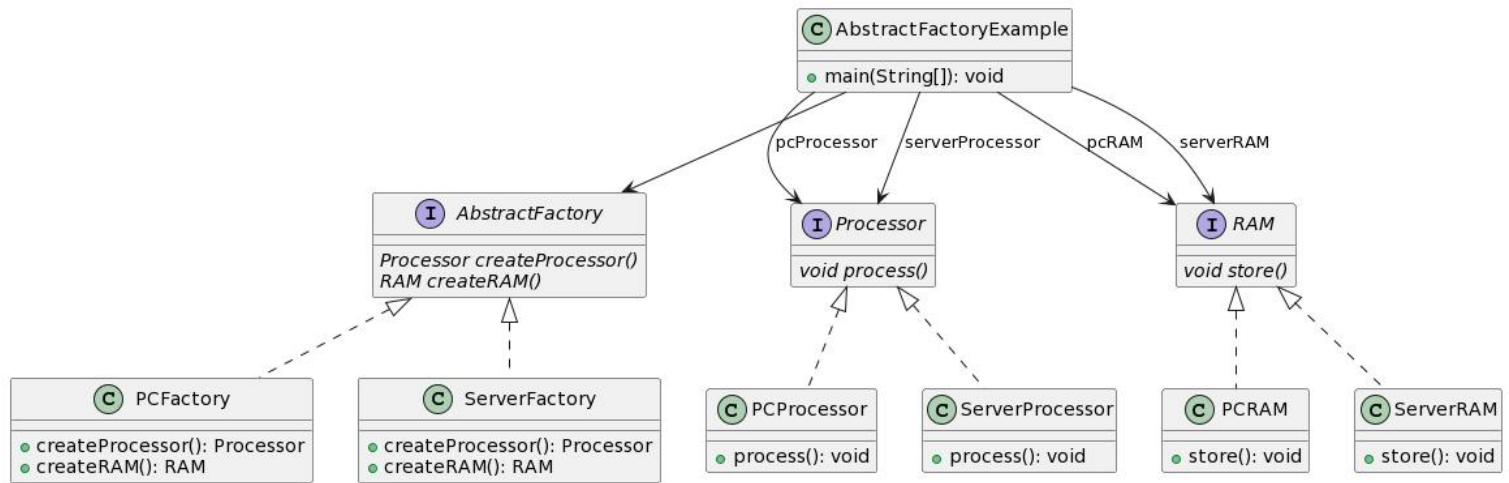 C AbstractFactoryExample
main(String[]): void
pcProcessor
serverProcessor
pcRAM
serverRAM
I AbstractFactory
Processor createProcessor()
RAM createRAM()
I Processor
void process()
I RAM
void store()
C PCFactory
createProcessor(): Processor
createRAM(): RAM
C ServerFactory
createProcessor(): Processor
createRAM(): RAM
C PCProcessor
process(): void
C ServerProcessor
process(): void
C PCRAM
store(): void
C ServerRAM
store(): void